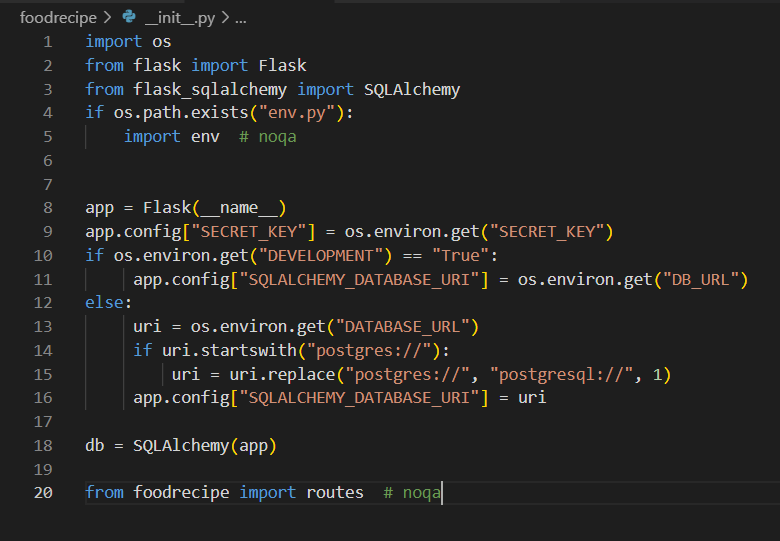 foodrecipe > __init__.py > ...
1 import os
2 from flask import Flask
3 from flask_sqlalchemy import SQLAlchemy
4 if os.path.exists("env.py"):
5     import env  # noqa
6
7
8 app = Flask(__name__)
9 app.config["SECRET_KEY"] = os.environ.get("SECRET_KEY")
10 if os.environ.get("DEVELOPMENT") == "True":
11      app.config["SQLALCHEMY_DATABASE_URI"] = os.environ.get("DB_URL")
12 else:
13      uri = os.environ.get("DATABASE_URL")
14      if uri.startswith("postgres://"):
15          uri = uri.replace("postgres://", "postgresql://", 1)
16      app.config["SQLALCHEMY_DATABASE_URI"] = uri
17
18 db = SQLAlchemy(app)
19
20 from foodrecipe import routes  # noqa